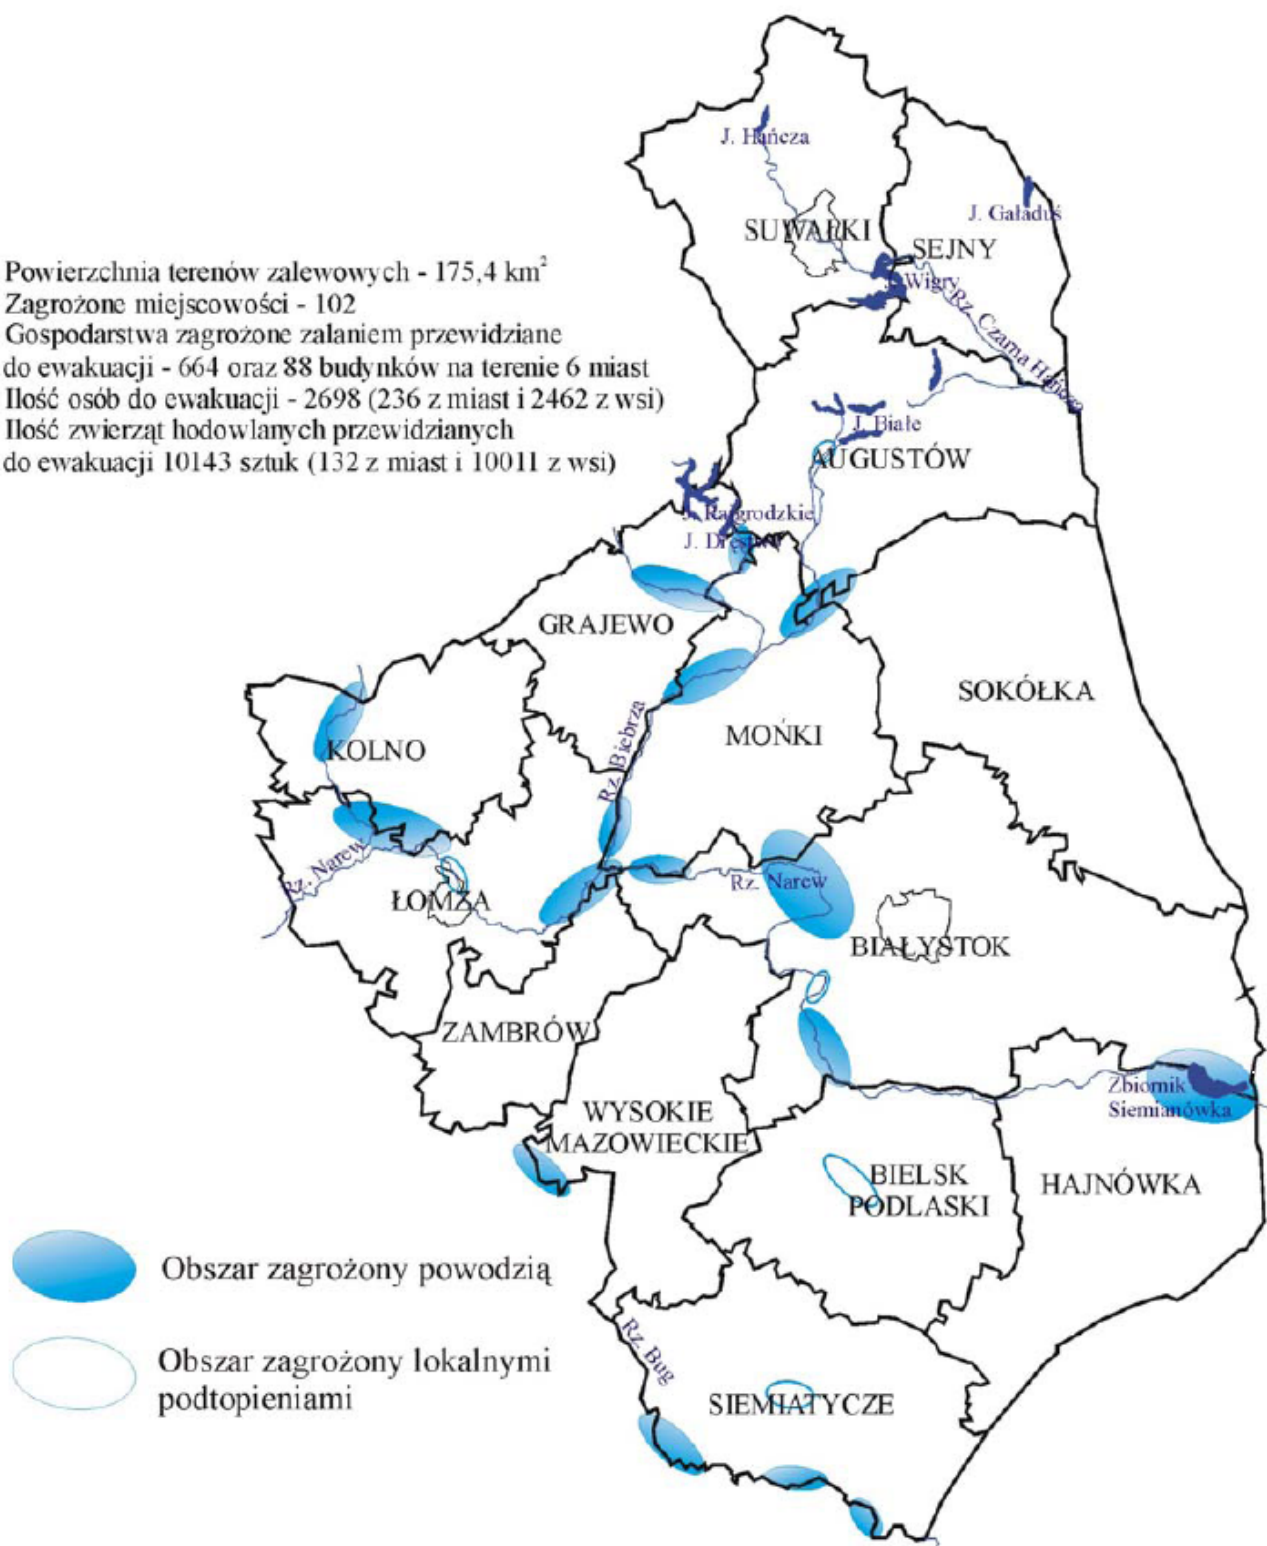 J. Hańcza
J. Gaładuś
SUWAŁKI
SEJNY
J. Wigry
Rz. Czarna Hańcza
Powierzchnia terenów zalewowych - 175,4 km²
Zagrożone miejscowości - 102
Gospodarstwa zagrożone zalaniem przewidziane
do ewakuacji - 664 oraz 88 budynków na terenie 6 miast
Ilość osób do ewakuacji - 2698 (236 z miast i 2462 z wsi)
Ilość zwierząt hodowlanych przewidzianych
do ewakuacji 10143 sztuk (132 z miast i 10011 z wsi)
J. Białe
AUGUSTÓW
J. Rajgrodzkie
J. Dręstwo
GRAJEWO
SOKÓŁKA
MOŃKI
KOLNO
Rz. Biebrza
Rz. Narew
Rz. Narew
ŁOMŻA
BIAŁYSTOK
ZAMBRÓW
WYSOKIE
MAZOWIECKIE
Zbiornik
Siemianówka
BIELSK
PODLASKI
HAJNÓWKA
Obszar zagrożony powodzią
Obszar zagrożony lokalnymi
podtopieniami
Rz. Bug
SIEMIATYCZE